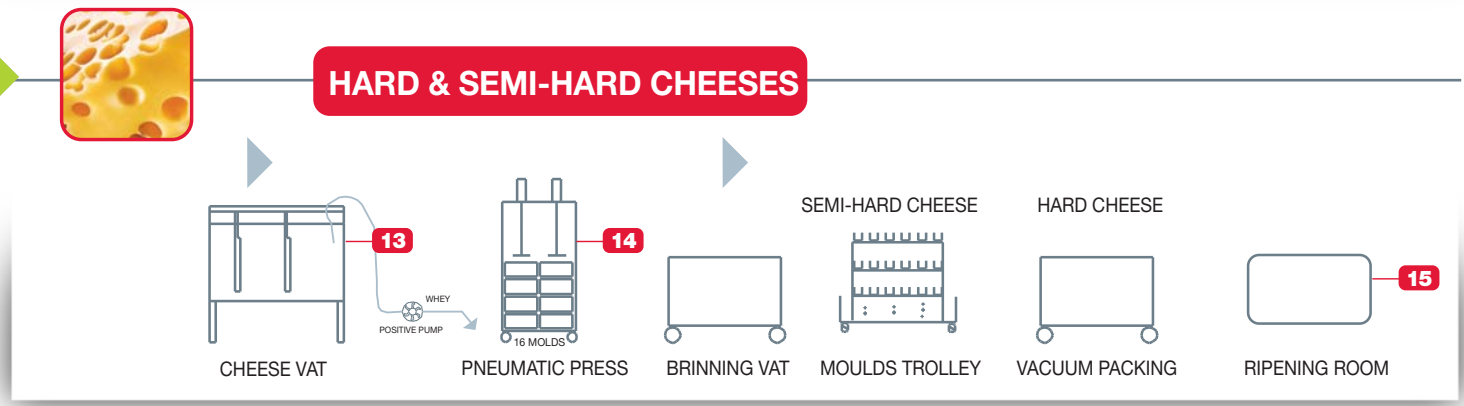 HARD & SEMI-HARD CHEESES
SEMI-HARD CHEESE
HARD CHEESE
13
14
15
WHEY
POSITIVE PUMP
16 MOLDS
CHEESE VAT
PNEUMATIC PRESS
BRINNING VAT
MOULDS TROLLEY
VACUUM PACKING
RIPENING ROOM